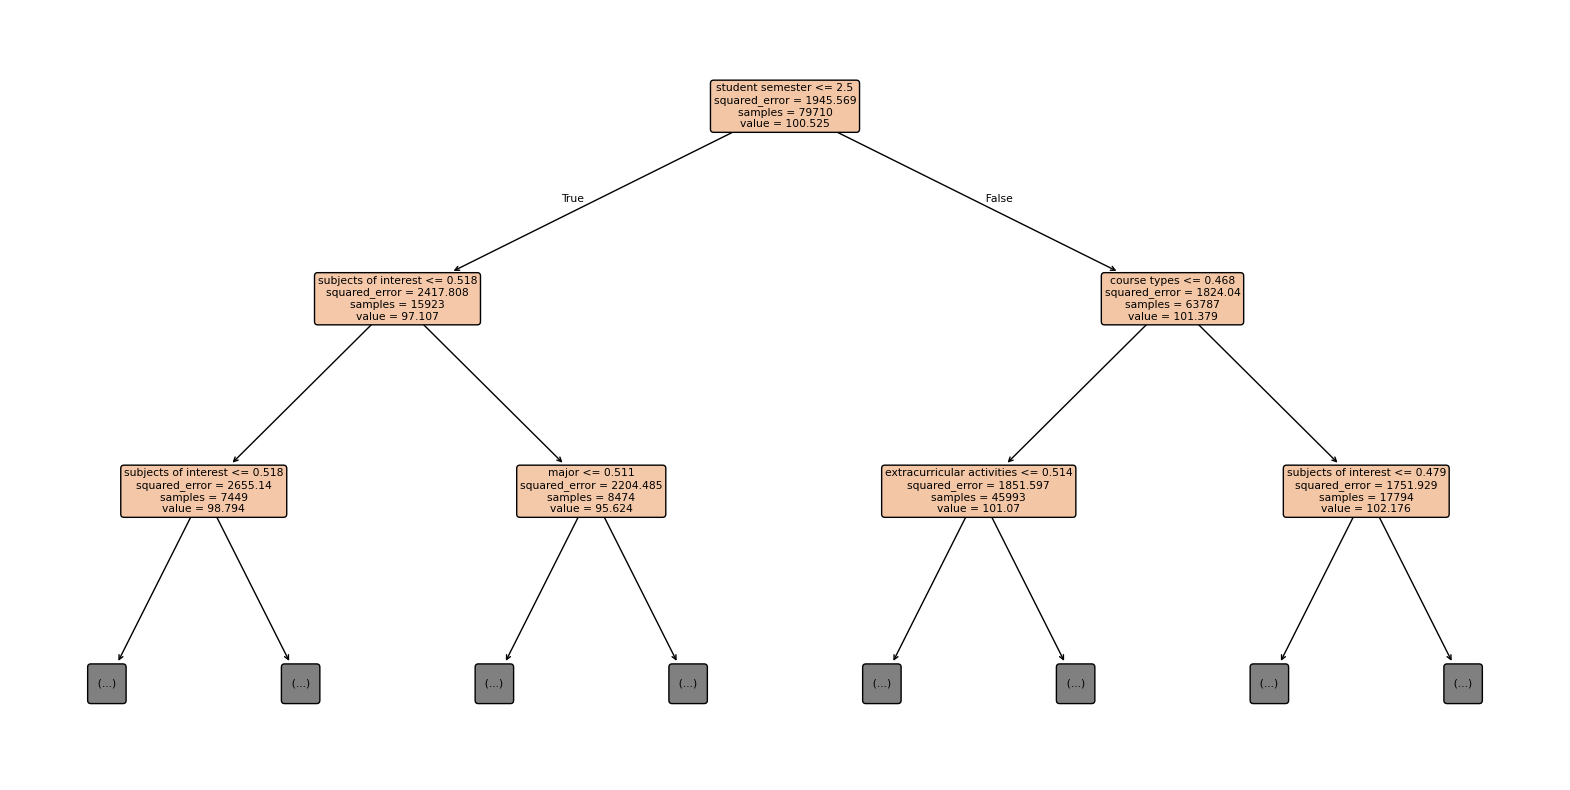 student semester <= 2.5
squared_error = 1945.569
samples = 79710
value = 100.525
True
False
subjects of interest <= 0.518
squared_error = 2417.808
samples = 15923
value = 97.107
course types <= 0.468
squared_error = 1824.04
samples = 63787
value = 101.379
subjects of interest <= 0.518
squared_error = 2655.14
samples = 7449
value = 98.794
major <= 0.511
squared_error = 2204.485
samples = 8474
value = 95.624
extracurricular activities <= 0.514
squared_error = 1851.597
samples = 45993
value = 101.07
subjects of interest <= 0.479
squared_error = 1751.929
samples = 17794
value = 102.176
(...)
(...)
(...)
(...)
(...)
(...)
(...)
(...)